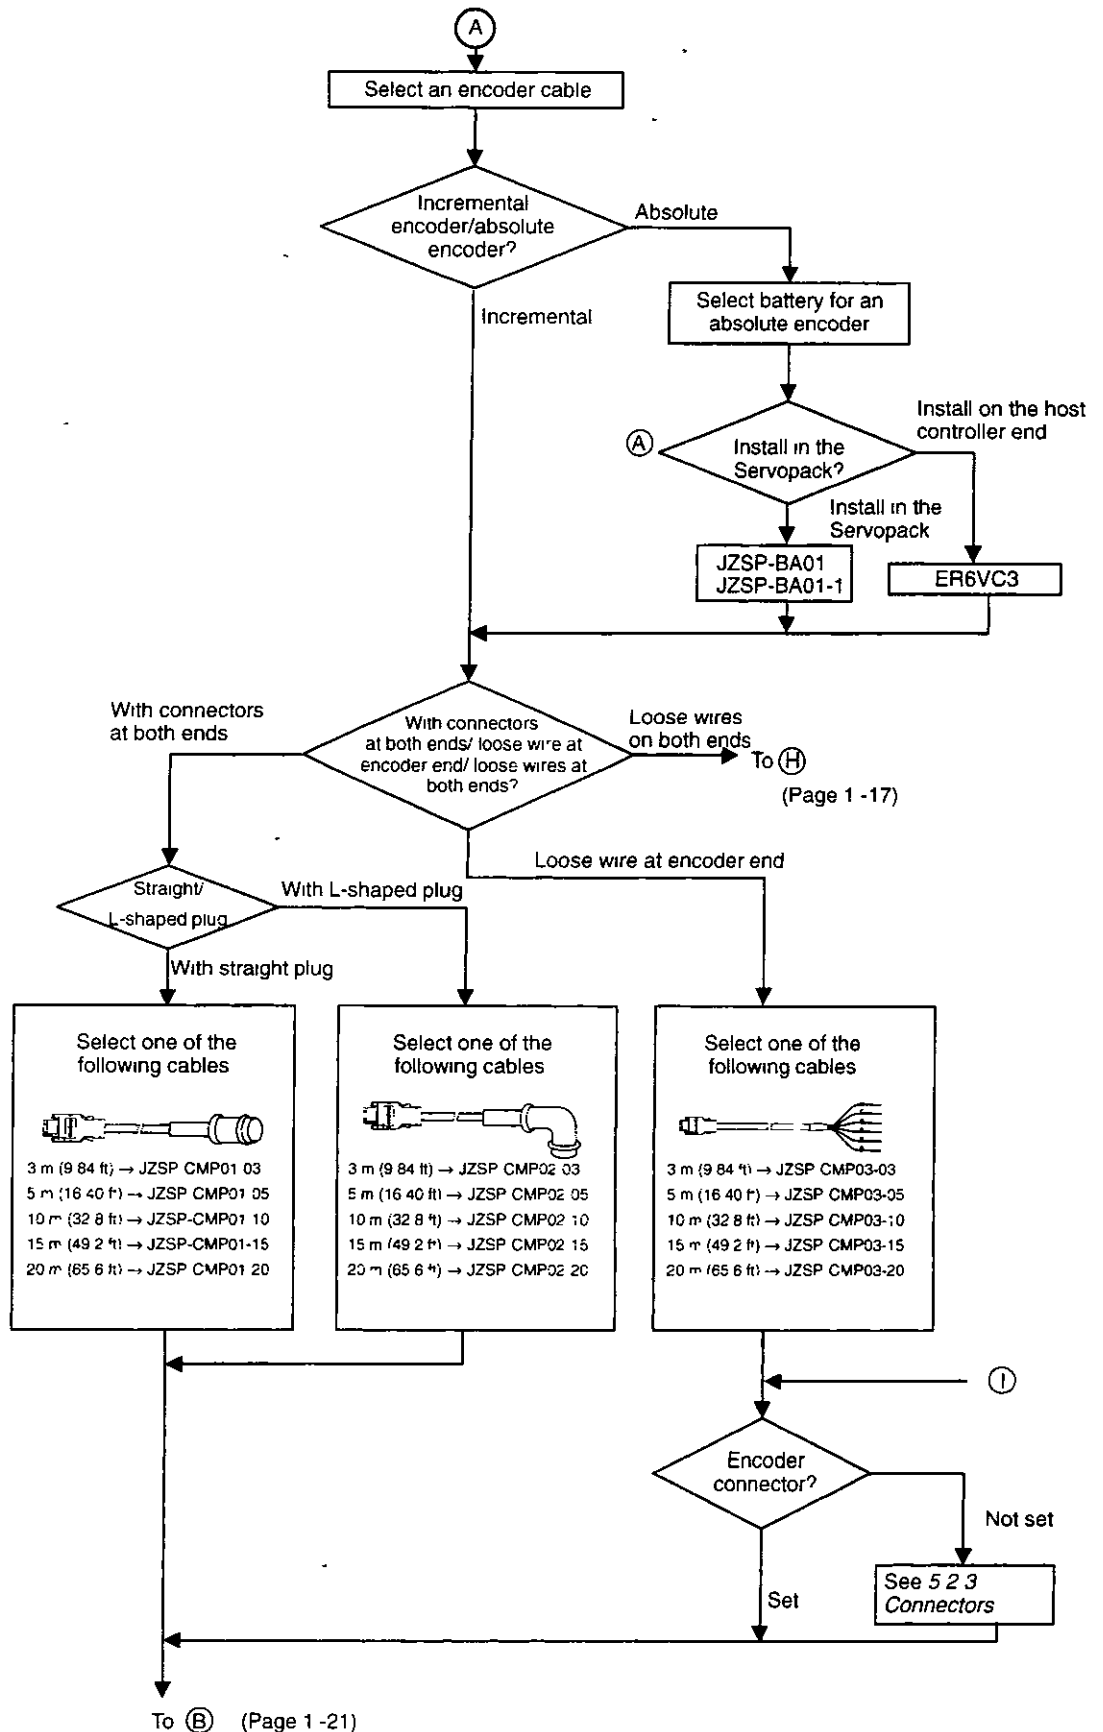 A
Select an encoder cable
Incremental
encoder/absolute
encoder?
Absolute
Incremental
Select battery for an
absolute encoder
Install on the host
controller end
A
Install in the
Servopack?
Install in the
Servopack
JZSP-BA01
JZSP-BA01-1
ER6VC3
With connectors
at both ends
With connectors
at both ends/ loose wire at
encoder end/ loose wires at
both ends?
Loose wires
on both ends
To H
(Page 1 -17)
Loose wire at encoder end
Straight/
L-shaped plug
With L-shaped plug
With straight plug
Select one of the
following cables
3 m (9 84 ft) → JZSP CMP01 03
5 m (16 40 ft) → JZSP CMP01 05
10 m (32 8 ft) → JZSP-CMP01 10
15 m (49 2 ft) → JZSP-CMP01-15
20 m (65 6 ft) → JZSP CMP01 20
Select one of the
following cables
3 m (9 84 ft) → JZSP CMP02 03
5 m (16 40 ft) → JZSP CMP02 05
10 m (32 8 ft) → JZSP CMP02 10
15 m (49 2 ft) → JZSP CMP02 15
20 m (65 6 ft) → JZSP CMP02 20
Select one of the
following cables
3 m (9 84 ft) → JZSP CMP03-03
5 m (16 40 ft) → JZSP CMP03-05
10 m (32 8 ft) → JZSP CMP03-10
15 m (49 2 ft) → JZSP CMP03-15
20 m (65 6 ft) → JZSP CMP03-20
I
Encoder
connector?
Not set
Set
See 5 2 3
Connectors
To B (Page 1 -21)